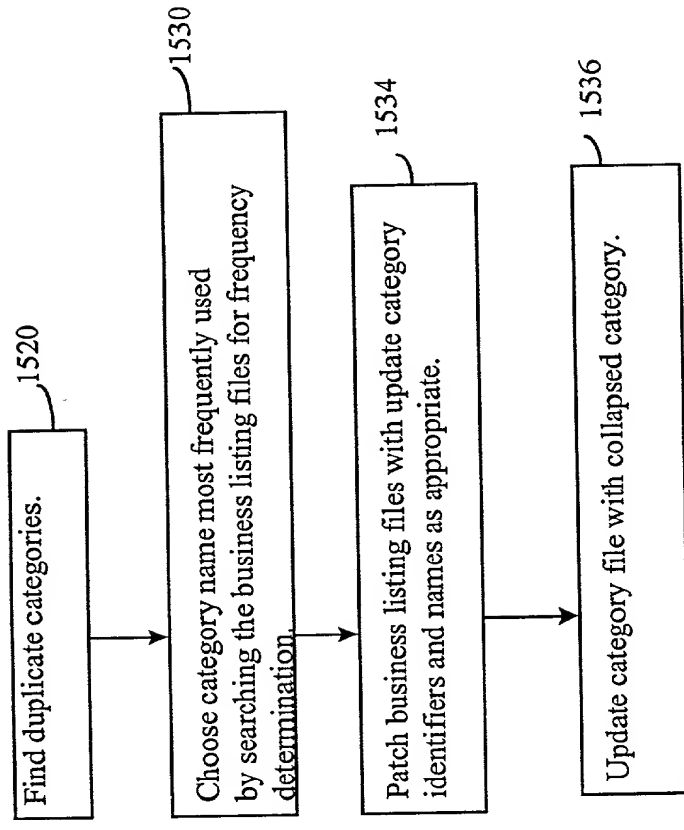 1520
Find duplicate categories.
1530
Choose category name most frequently used
by searching the business listing files for frequency
determination.
1534
Patch business listing files with update category
identifiers and names as appropriate.
1536
Update category file with collapsed category.